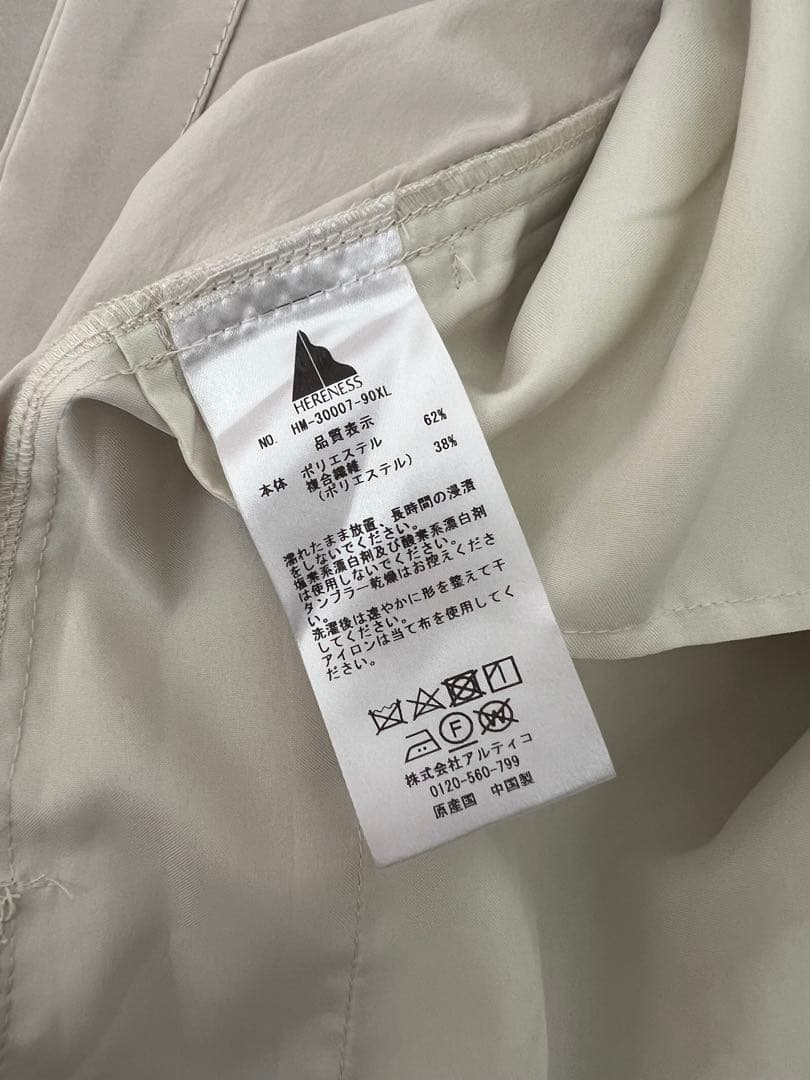 HERENESS
NO. HM-30007-90XL
品質表示
本体 ポリエステル 62%
複合繊維 38%
(ポリエステル)
濡れたまま放置、長時間の浸漬
をしないでください。
塩素系漂白剤及び酸素系漂白剤
は使用しないでください。
タンブラー乾燥はお控えくださ
い。
洗濯後は速やかに形を整えて干
してください。
アイロンは当て布を使用してく
ださい。
F W
株式会社アルティコ
0120-560-799
原産国 中国製